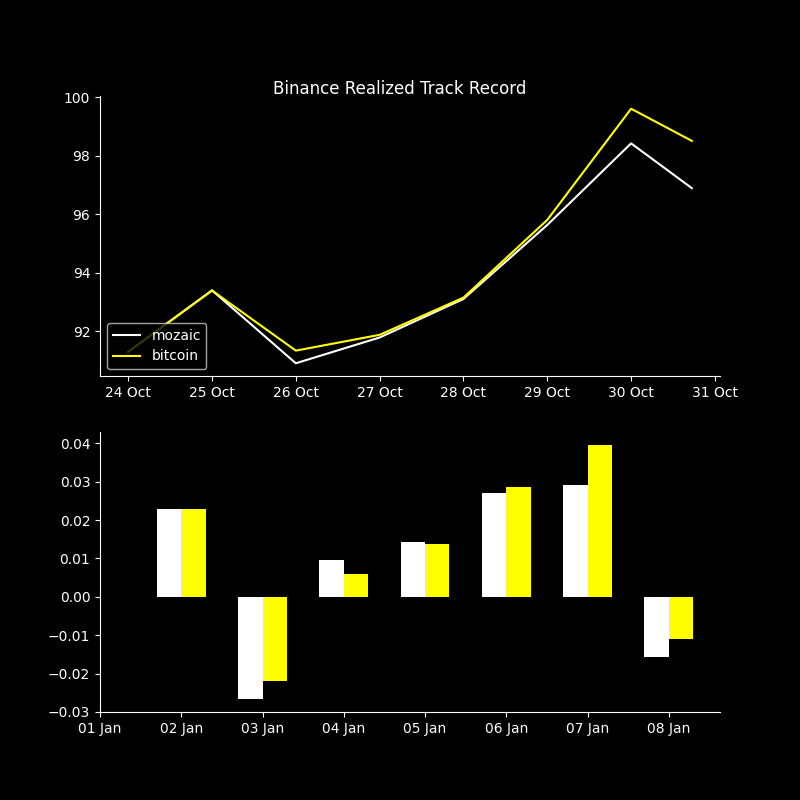 Binance Realized Track Record
100
98
96
94
92
mozaic
bitcoin
24 Oct 25 Oct 26 Oct 27 Oct 28 Oct 29 Oct 30 Oct 31 Oct
0.04
0.03
0.02
0.01
0.00
−0.01
−0.02
−0.03
01 Jan 02 Jan 03 Jan 04 Jan 05 Jan 06 Jan 07 Jan 08 Jan